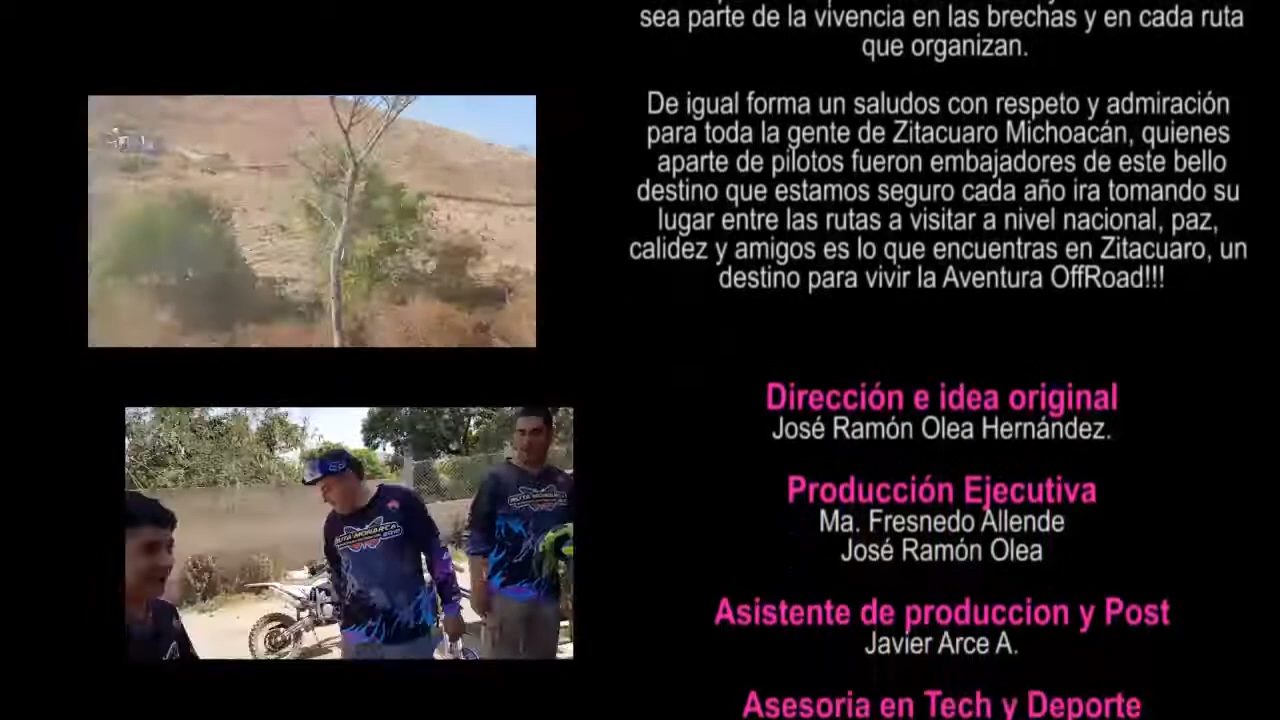 sea parte de la vivencia en las brechas y en cada ruta
que organizan.
De igual forma un saludos con respeto y admiración
para toda la gente de Zitacuaro Michoacán, quienes
aparte de pilotos fueron embajadores de este bello
destino que estamos seguro cada año ira tomando su
lugar entre las rutas a visitar a nivel nacional, paz,
calidez y amigos es lo que encuentras en Zitacuaro, un
destino para vivir la Aventura OffRoad!!!
Dirección e idea original
José Ramón Olea Hernández.
Producción Ejecutiva
Ma. Fresnedo Allende
José Ramón Olea
Asistente de produccion y Post
Javier Arce A.
Asesoria en Tech y Deporte
RUTA MONARCA
RUTA MONARCA